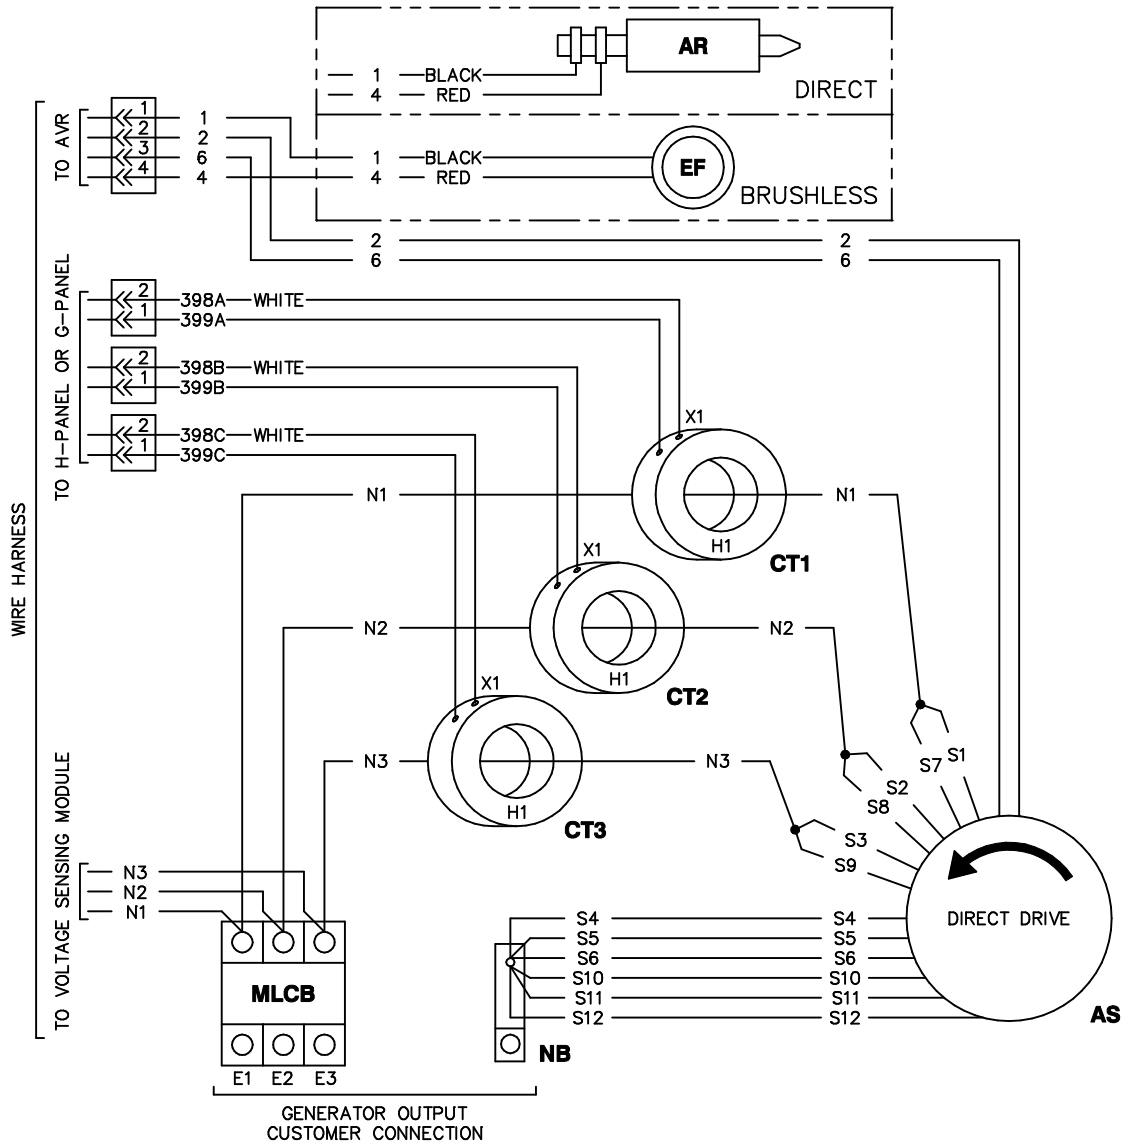 AR
1 BLACK
4 RED
DIRECT
TO AVR
1 1
2 2
3 6
4 4
1 BLACK
4 RED
EF
BRUSHLESS
2 2
6 6
TO H-PANEL OR G-PANEL
2 398A WHITE
1 399A
2 398B WHITE
1 399B
2 398C WHITE
1 399C
X1
N1 N1
H1
CT1
WIRE HARNESS
X1
N2 N2
H1
CT2
X1
N3 N3
H1
CT3
S7 S1
S8 S2
S9 S3
TO VOLTAGE SENSING MODULE
N3
N2
N1
MLCB
E1 E2 E3
S4 S4
S5 S5
S6 S6
S10 S10
S11 S11
S12 S12
NB
DIRECT DRIVE
AS
GENERATOR OUTPUT
CUSTOMER CONNECTION